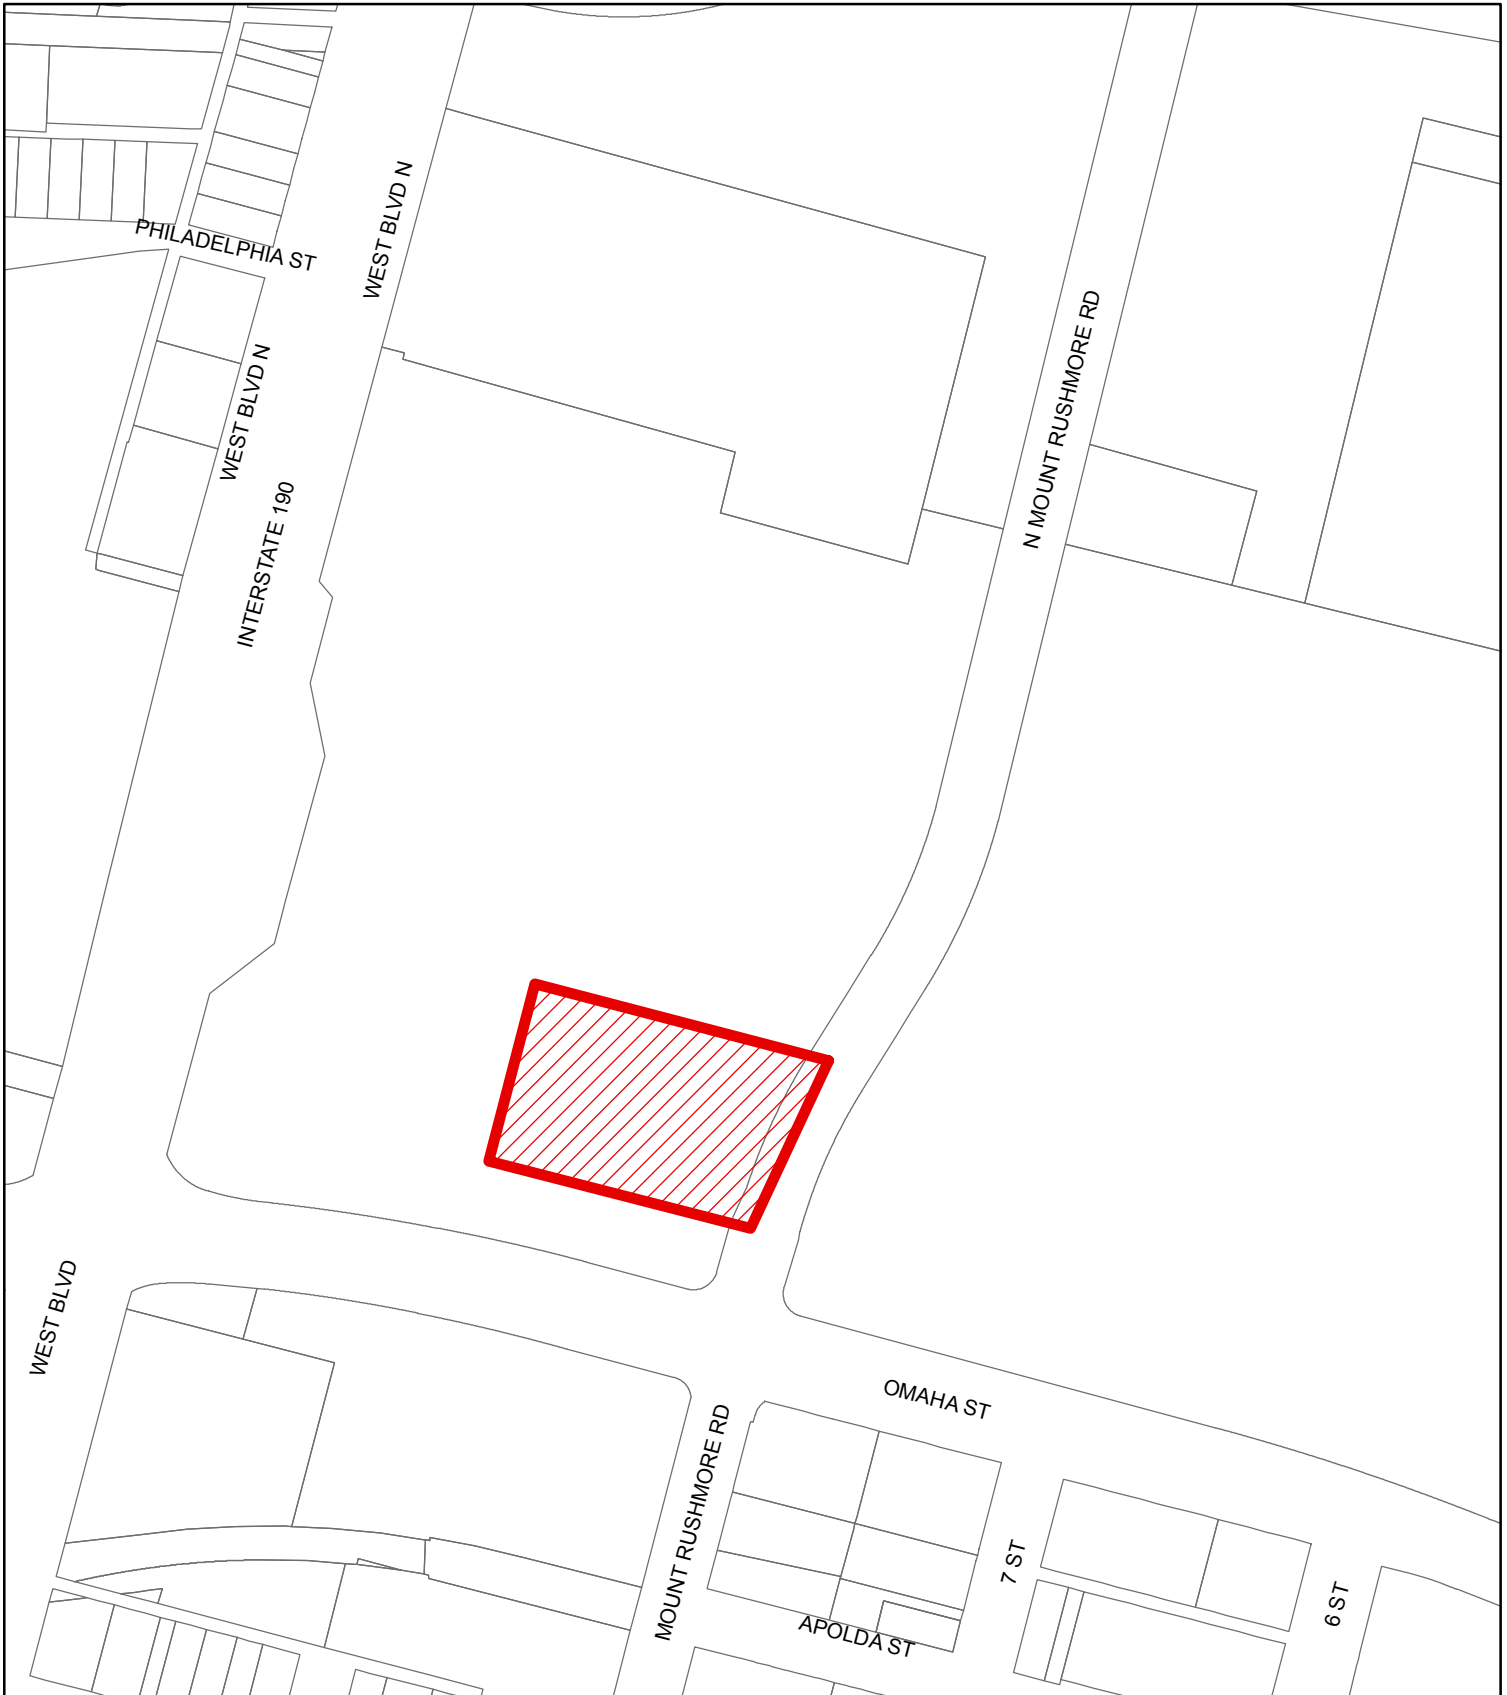 WEST BLVD N
PHILADELPHIA ST
WEST BLVD N
N MOUNT RUSHMORE RD
INTERSTATE 190
WEST BLVD
OMAHA ST
MOUNT RUSHMORE RD
7 ST
6 ST
APOLDA ST